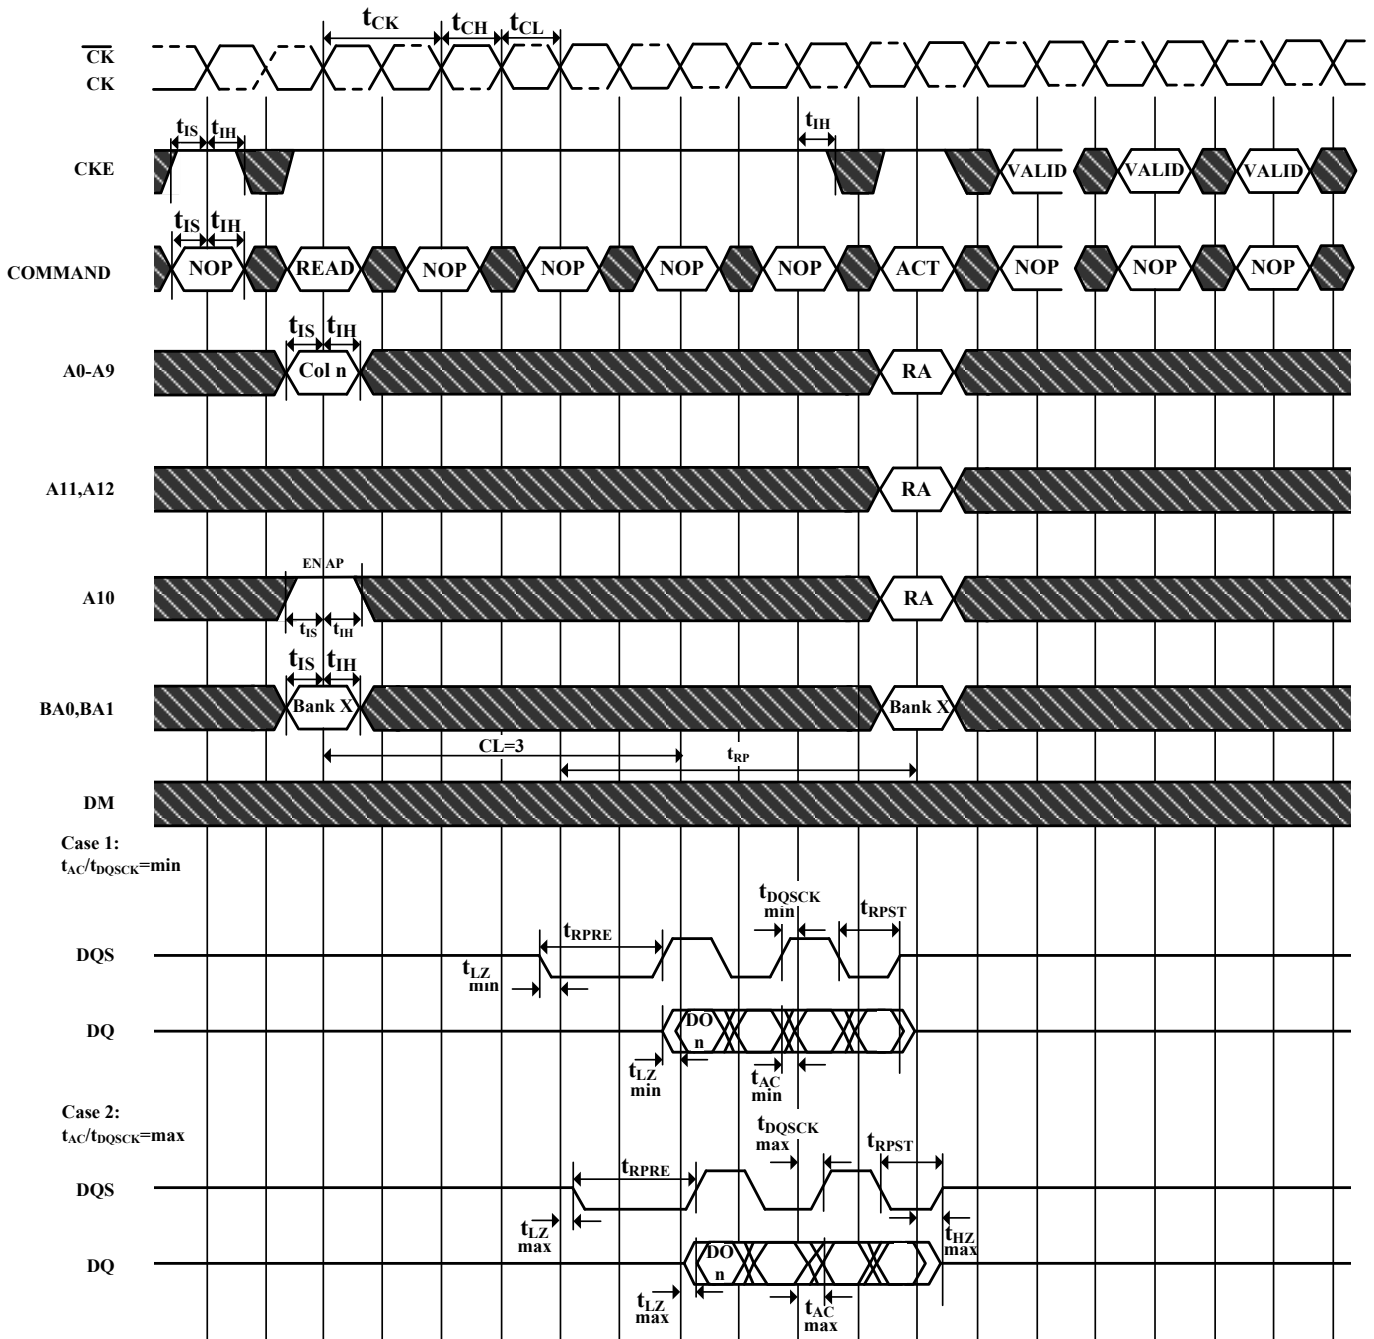 tCK tCH tCL
CK
CK
tIS tIH tIH
CKE VALID VALID VALID
tIS tIH
COMMAND NOP READ NOP NOP NOP NOP ACT NOP NOP NOP
tIS tIH
A0-A9 Col n RA
A11,A12 RA
EN AP
A10 RA
tIS tIH
tIS tIH
BA0,BA1 Bank X Bank X
CL=3 tRP
DM
Case 1:
tAC/tDQSCK=min
tDQSCK min tRPST
tRPRE
DQS
tLZ min
DQ DO n
tLZ min tAC min
Case 2:
tAC/tDQSCK=max
tDQSCK max tRPST
tRPRE
DQS
tLZ max tHZ max
DQ DO n
tLZ max tAC max